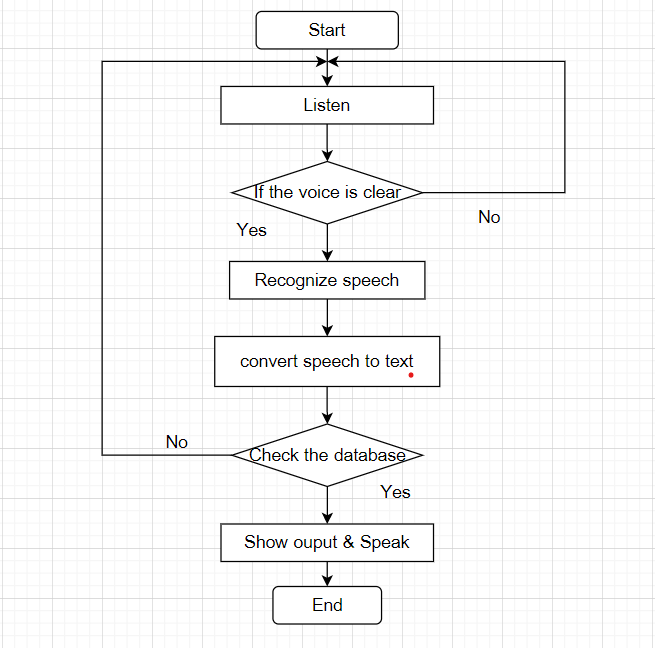 Start
Listen
If the voice is clear
No
Yes
Recognize speech
convert speech to text
No
Check the database
Yes
Show ouput & Speak
End